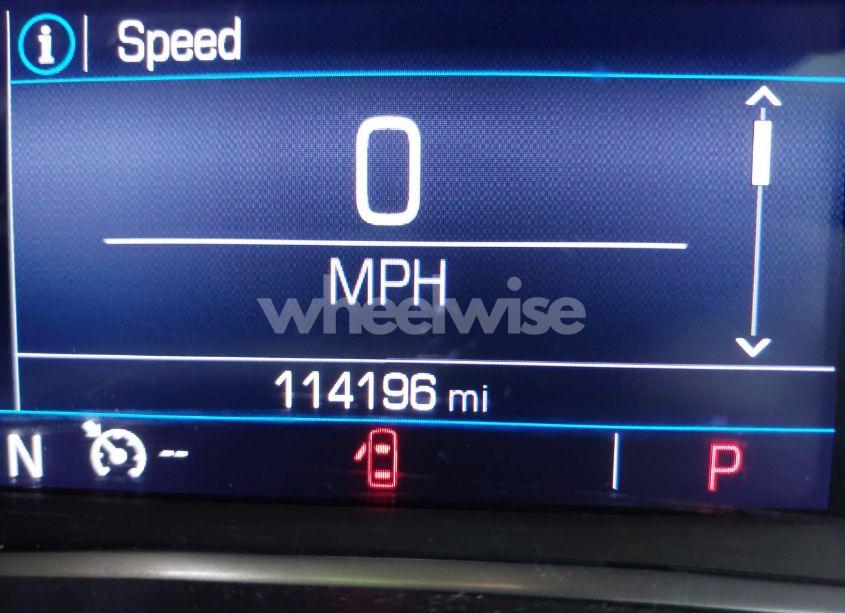 i Speed
0
MPH
wheelwise
114196 mi
N -- P